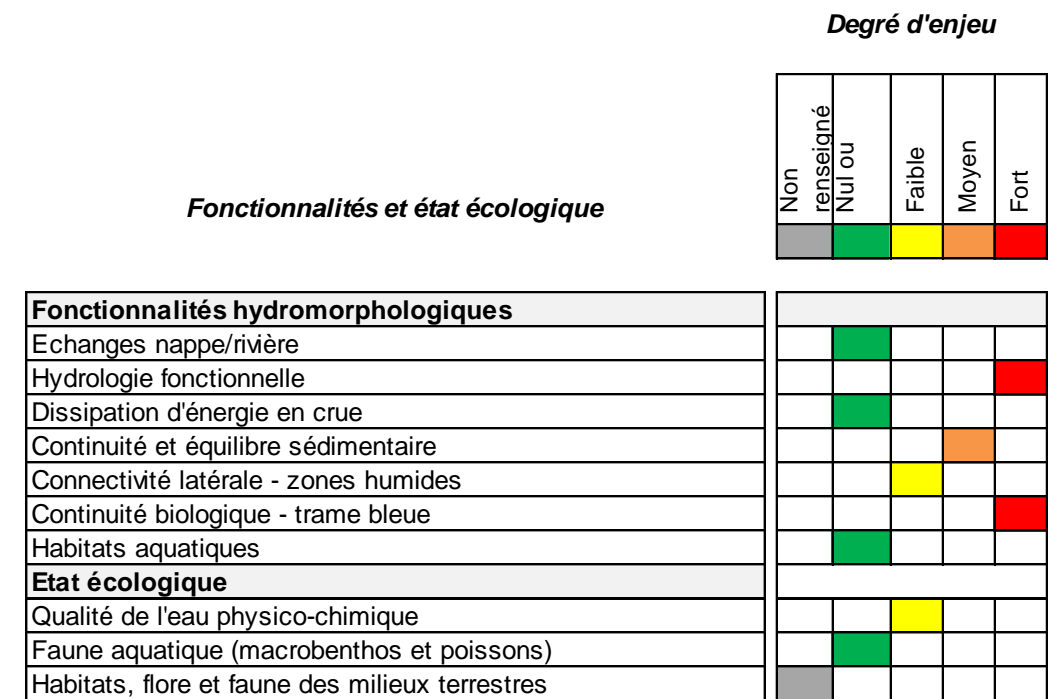 Degré d'enjeu
Non
renseigné
Nul ou
Faible
Moyen
Fort
Fonctionnalités et état écologique
Fonctionnalités hydromorphologiques
Echanges nappe/rivière
Hydrologie fonctionnelle
Dissipation d'énergie en crue
Continuité et équilibre sédimentaire
Connectivité latérale - zones humides
Continuité biologique - trame bleue
Habitats aquatiques
Etat écologique
Qualité de l'eau physico-chimique
Faune aquatique (macrobenthos et poissons)
Habitats, flore et faune des milieux terrestres